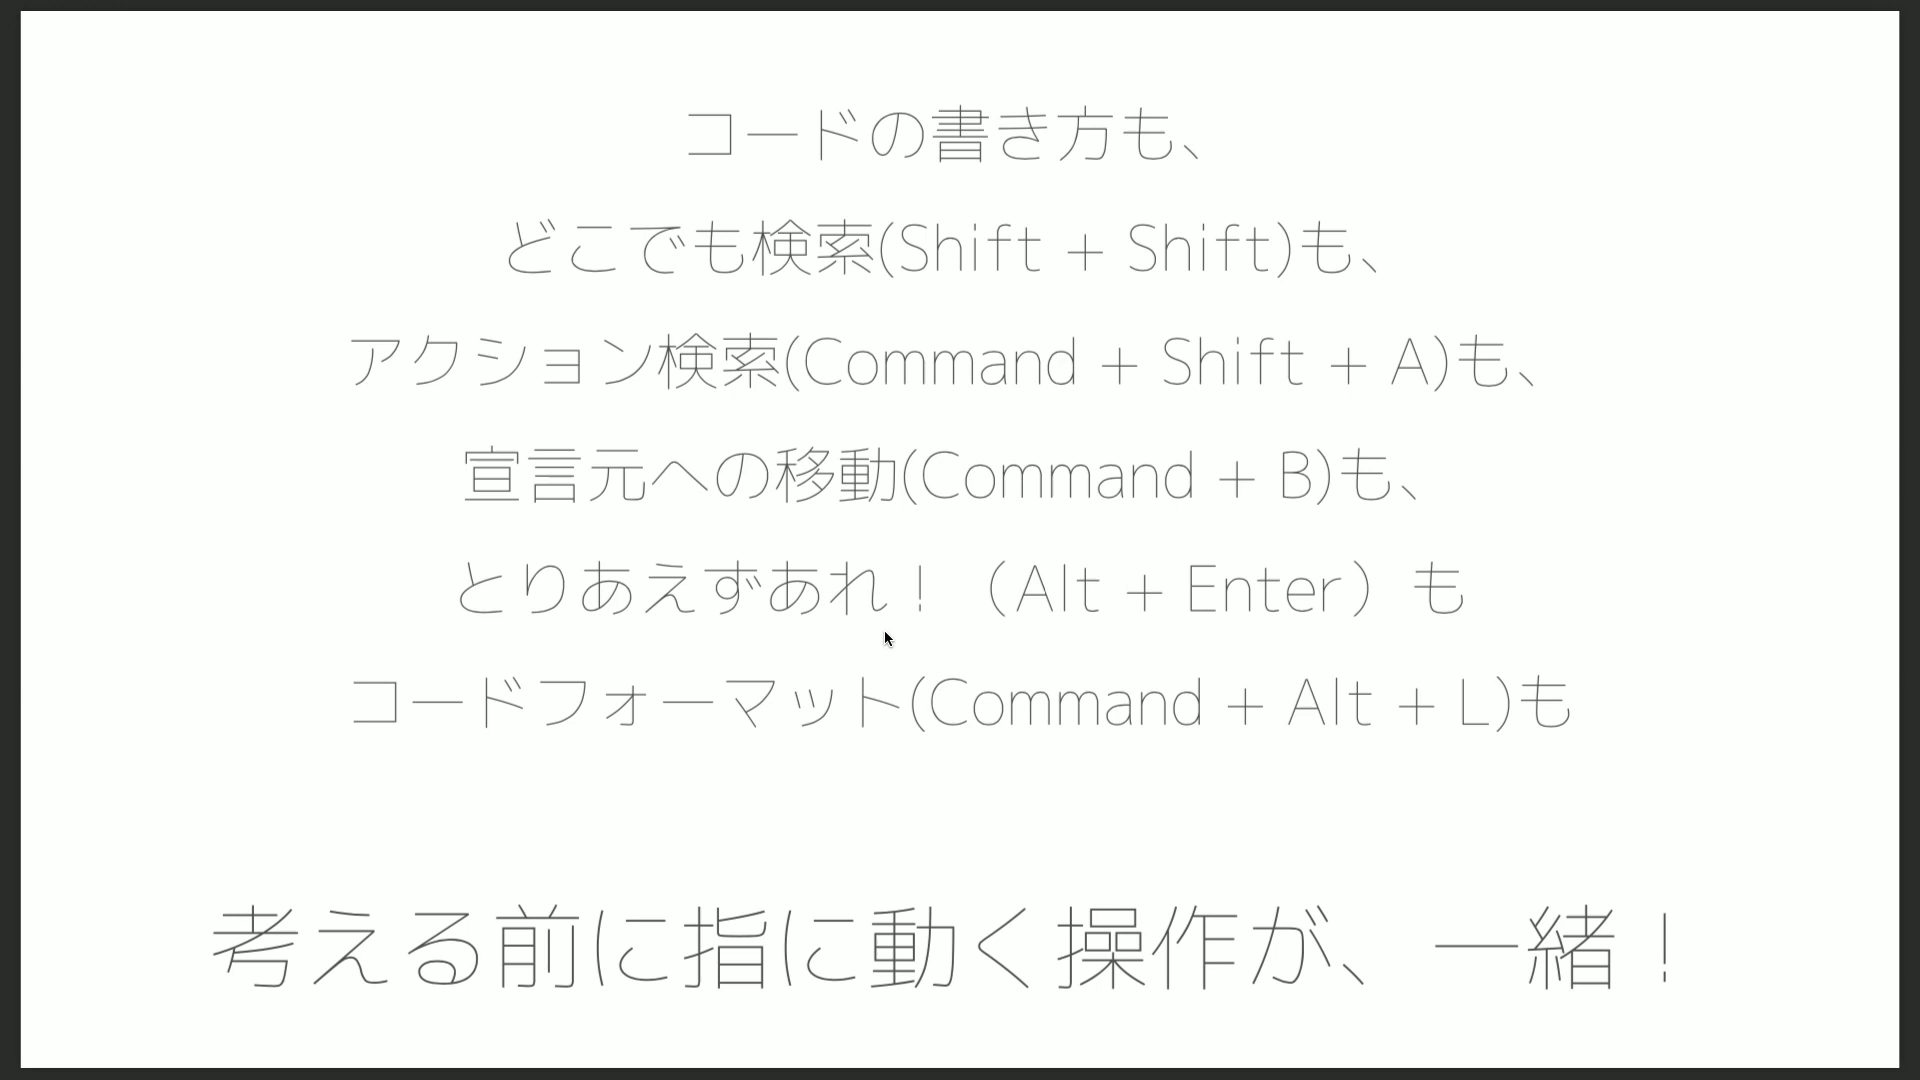 コードの書き方も、
どこでも検索(Shift + Shift)も、
アクション検索(Command + Shift + A)も、
宣言元への移動(Command + B)も、
とりあえずあれ！（Alt + Enter）も
コードフォーマット(Command + Alt + L)も
考える前に指に動く操作が、一緒！